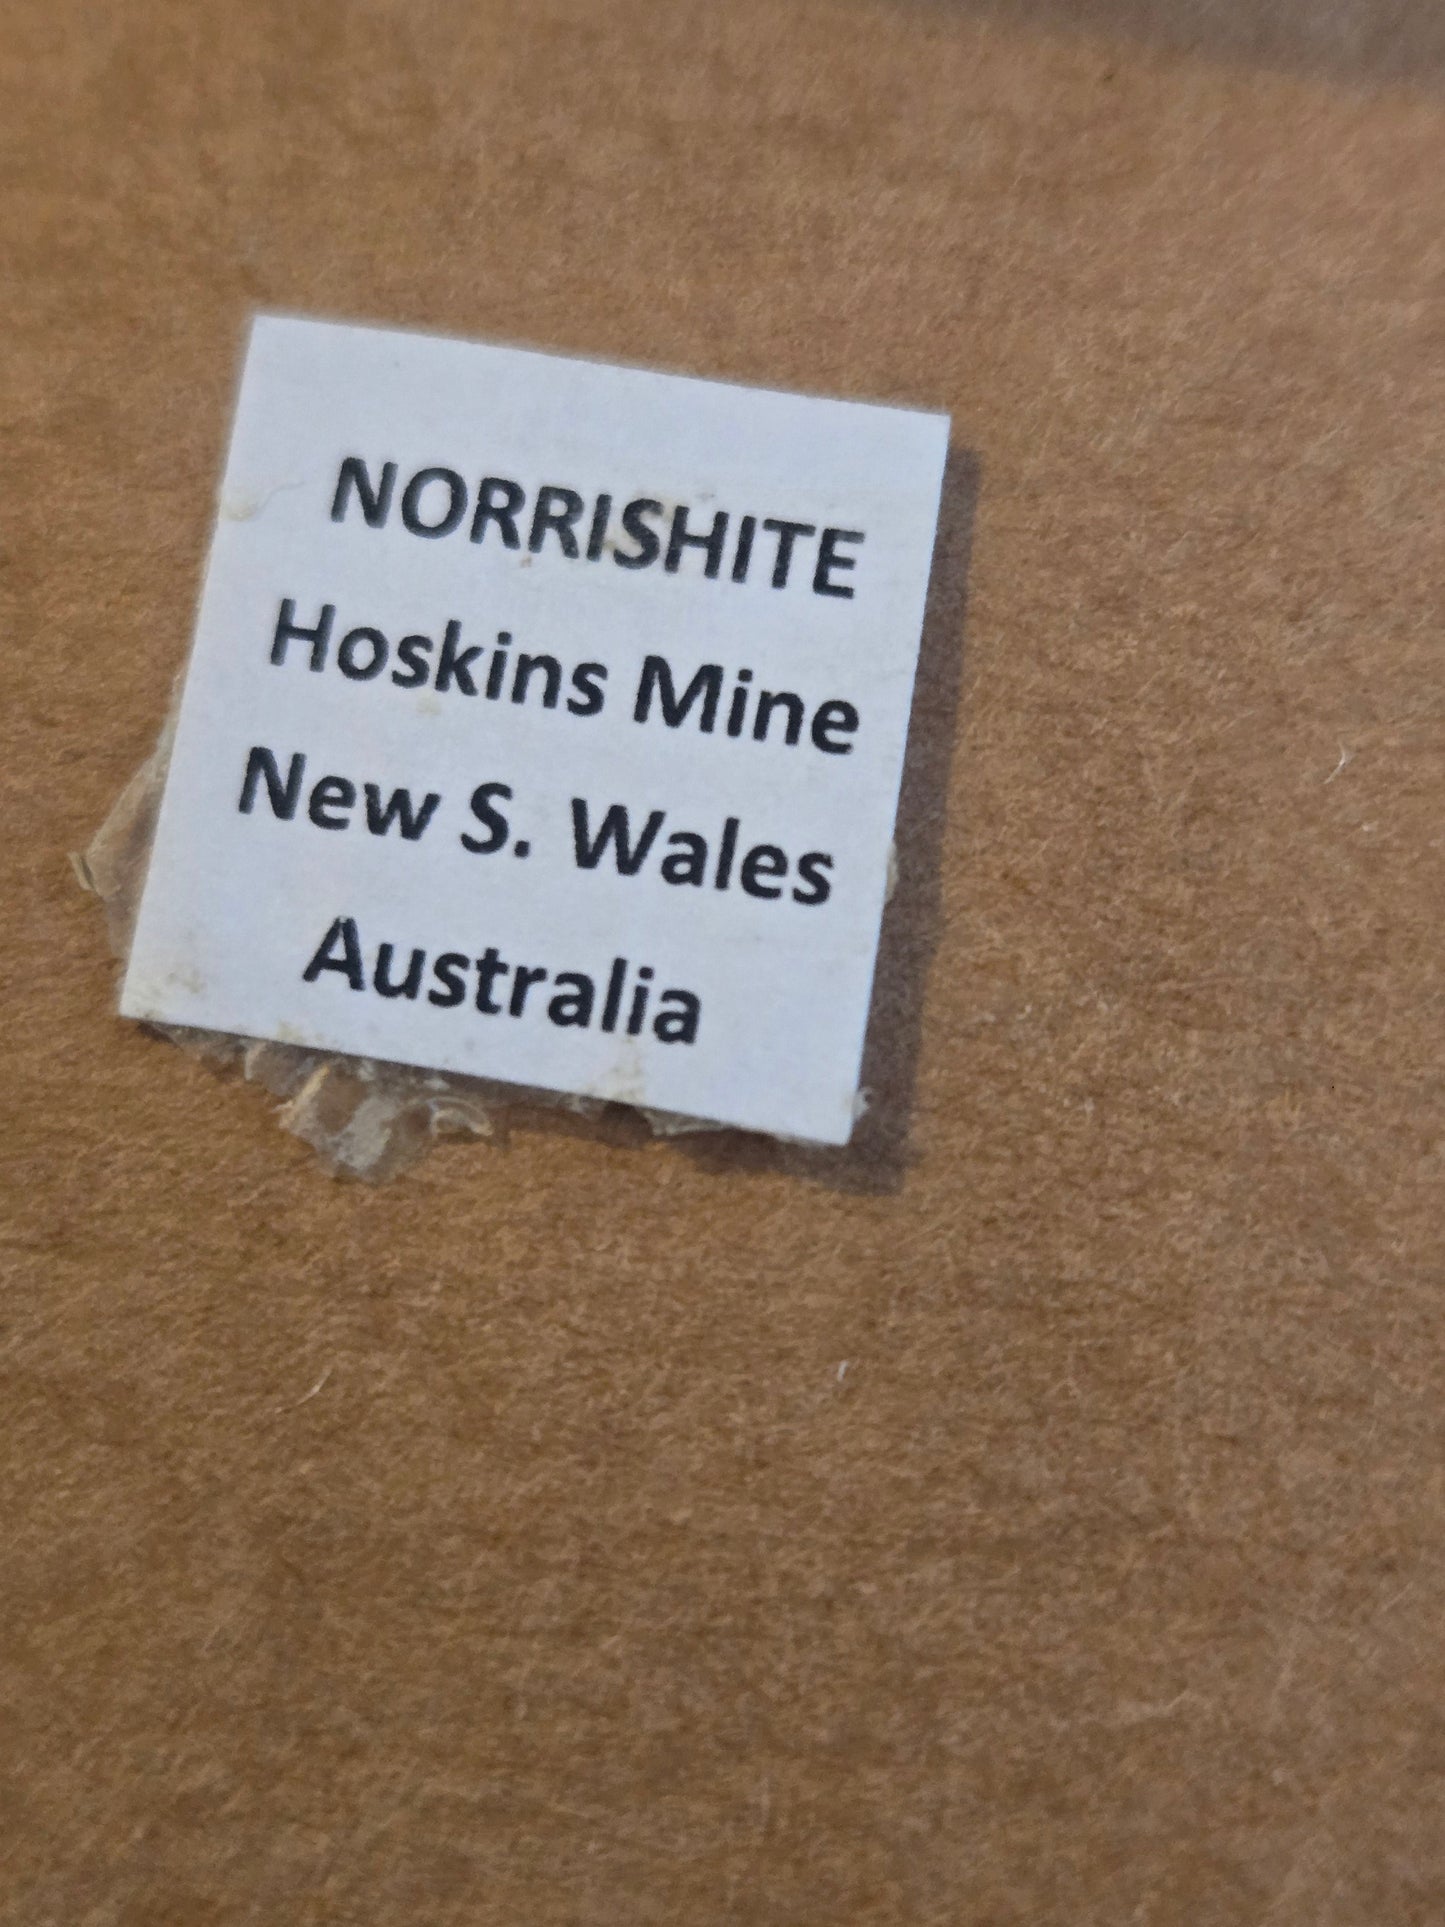 NORRISHITE
Hoskins Mine
New S. Wales
Australia